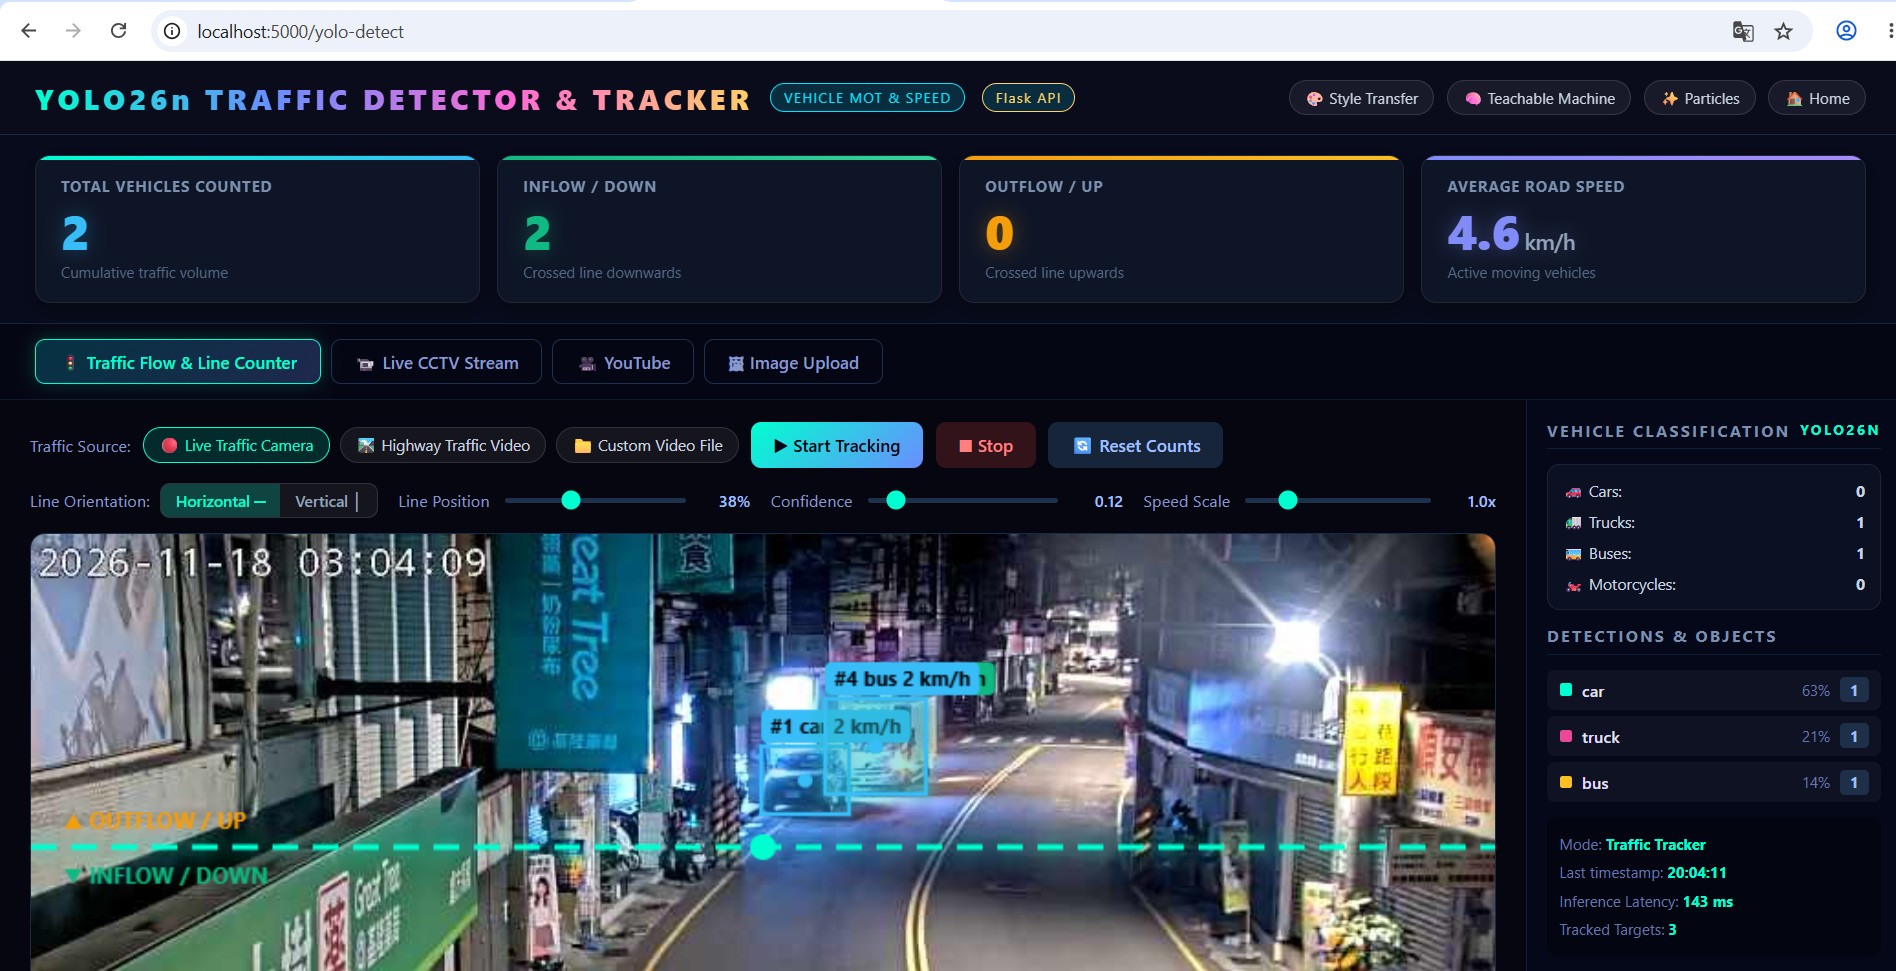 localhost:5000/yolo-detect
YOLO26n TRAFFIC DETECTOR & TRACKER
VEHICLE MOT & SPEED
Flask API
Style Transfer
Teachable Machine
Particles
Home
TOTAL VEHICLES COUNTED
2
Cumulative traffic volume
INFLOW / DOWN
2
Crossed line downwards
OUTFLOW / UP
0
Crossed line upwards
AVERAGE ROAD SPEED
4.6 km/h
Active moving vehicles
Traffic Flow & Line Counter
Live CCTV Stream
YouTube
Image Upload
Traffic Source:
Live Traffic Camera
Highway Traffic Video
Custom Video File
▶ Start Tracking
Stop
Reset Counts
Line Orientation:
Horizontal —
Vertical |
Line Position
38%
Confidence
0.12
Speed Scale
1.0x
2026-11-18 03:04:09
eat Tree
食
#4 bus 2 km/h
#1 car 2 km/h
▲ OUTFLOW / UP
▼ INFLOW / DOWN
Great Tree
VEHICLE CLASSIFICATION YOLO26N
Cars: 0
Trucks: 1
Buses: 1
Motorcycles: 0
DETECTIONS & OBJECTS
car 63% 1
truck 21% 1
bus 14% 1
Mode: Traffic Tracker
Last timestamp: 20:04:11
Inference Latency: 143 ms
Tracked Targets: 3